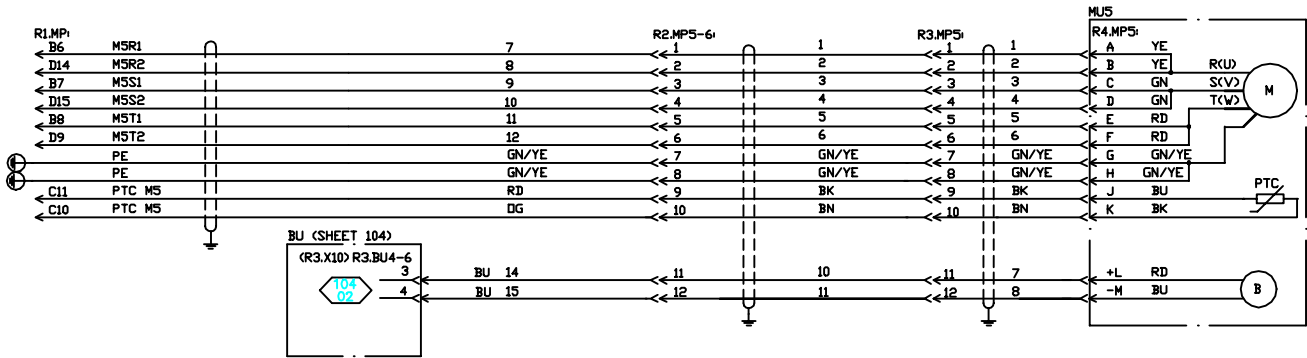 MU5
R1.MP: R2.MP5-6: R3.MP5: R4.MP5:
B6 M5R1 7 1 1 1 1 A YE
D14 M5R2 8 2 2 2 2 B YE R(U)
B7 M5S1 9 3 3 3 3 C GN S(V) M
D15 M5S2 10 4 4 4 4 D GN T(W)
B8 M5T1 11 5 5 5 5 E RD
D9 M5T2 12 6 6 6 6 F RD
PE GN/YE 7 GN/YE 7 GN/YE G GN/YE
PE GN/YE 8 GN/YE 8 GN/YE H GN/YE
C11 PTC M5 RD 9 BK 9 BK J BU PTC
C10 PTC M5 OG 10 BN 10 BN K BK
BU (SHEET 104)
(R3.X10) R3.BU4-6
3 BU 14 11 10 11 7 +L RD
104
02
4 BU 15 12 11 12 8 -M BU
B